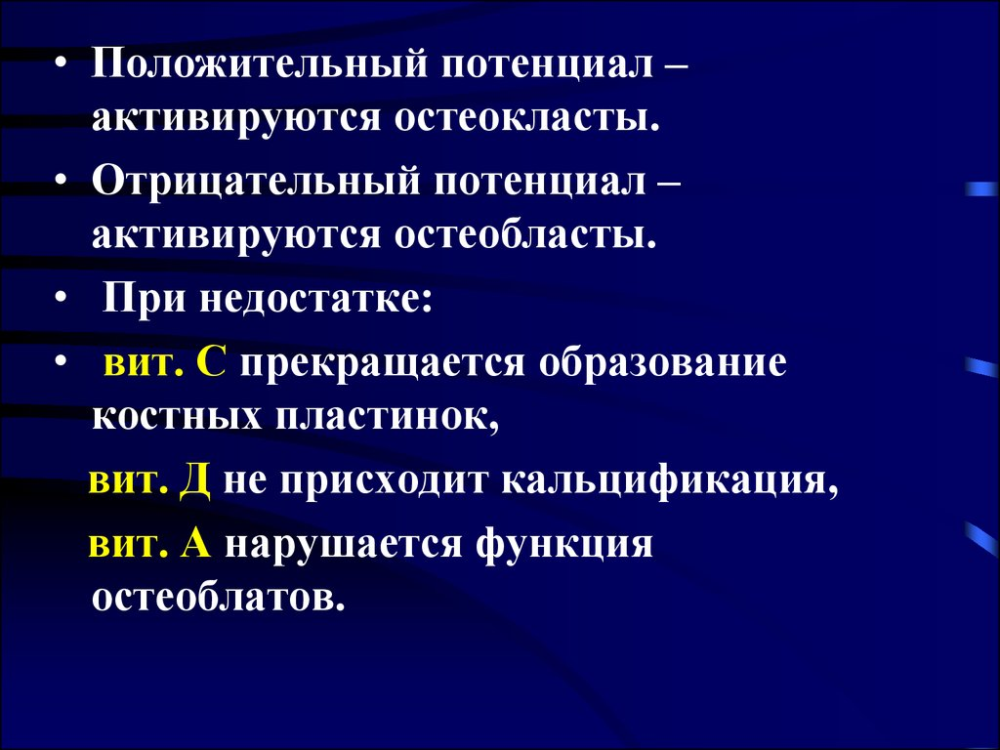 • Положительный потенциал –
активируются остеокласты.
• Отрицательный потенциал –
активируются остеобласты.
• При недостатке:
• вит. С прекращается образование
костных пластинок,
вит. Д не присходит кальцификация,
вит. А нарушается функция
остеоблатов.